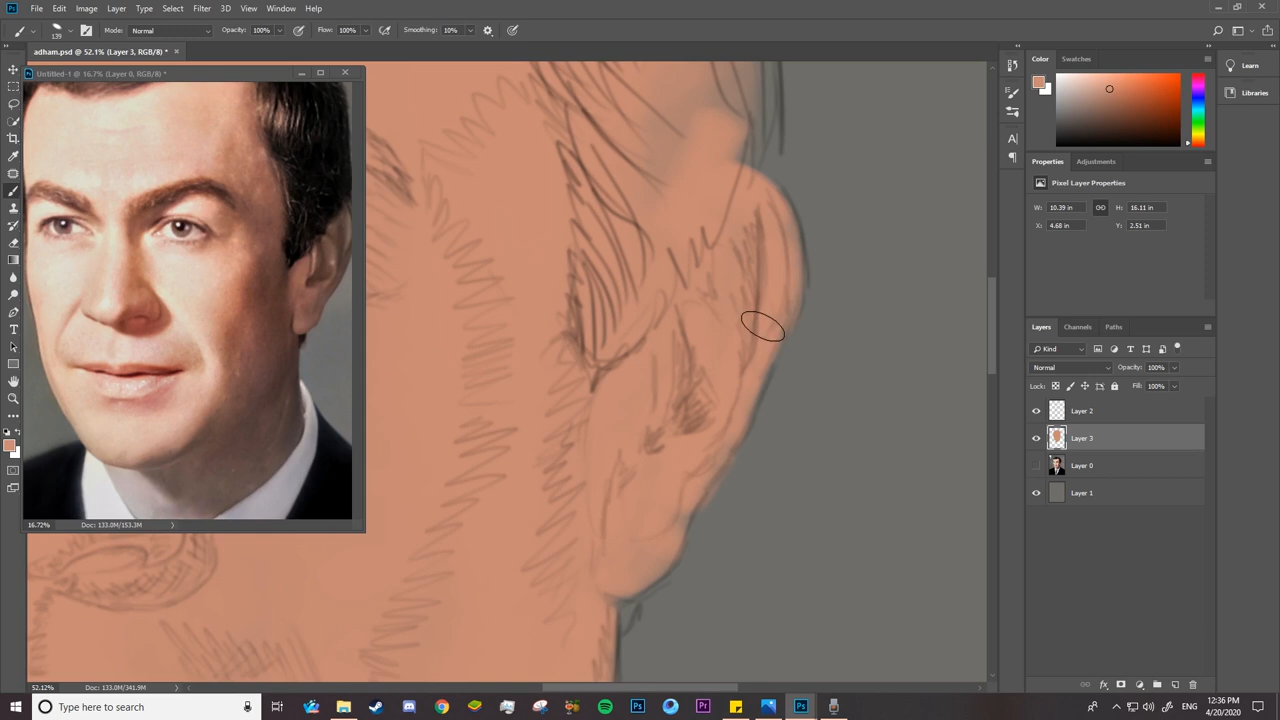 File Edit Image Layer Type Select Filter 3D View Window Help
139 Mode: Normal Opacity: 100% Flow: 100% Smoothing: 10%
adham.psd @ 52.1% (Layer 3, RGB/8) * ×
Untitled-1 @ 16.7% (Layer 0, RGB/8) *
16.72% Doc: 133.0M/153.3M
52.12% Doc: 133.0M/341.9M
Color Swatches
Learn
Libraries
Properties Adjustments
Pixel Layer Properties
W: 10.39 in H: 16.11 in
X: 4.68 in Y: 2.51 in
Layers Channels Paths
Kind
Normal Opacity: 100%
Lock: Fill: 100%
Layer 2
Layer 3
Layer 0
Layer 1
Type here to search
ENG 12:36 PM
4/20/2020